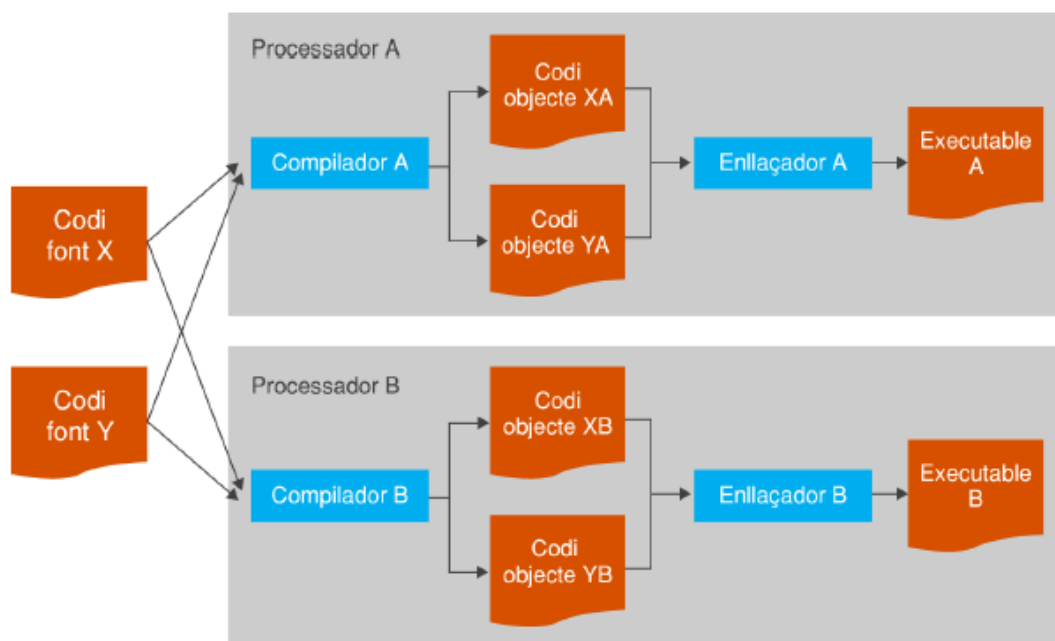 Codi
font X
Codi
font Y
Processador A
Compilador A
Codi
objecte XA
Codi
objecte YA
Enllaçador A
Executable
A
Processador B
Compilador B
Codi
objecte XB
Codi
objecte YB
Enllaçador B
Executable
B